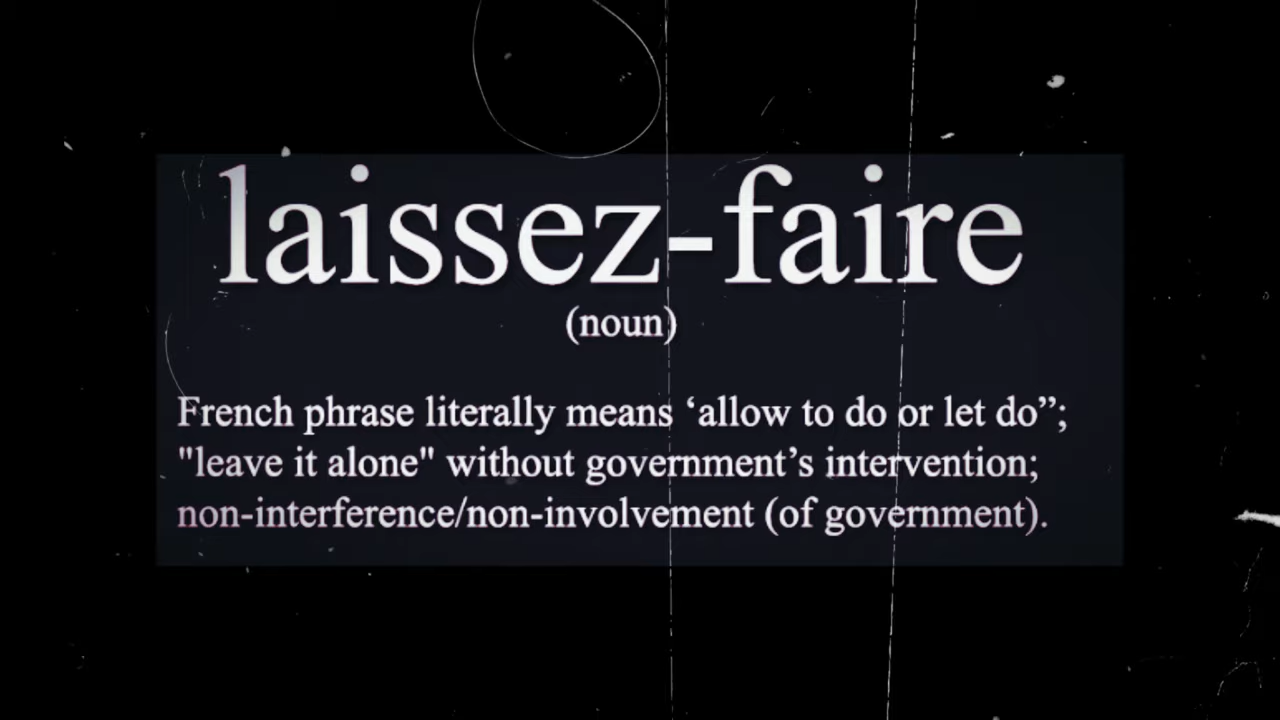 laissez-faire
(noun)
French phrase literally means ‘allow to do or let do”;
"leave it alone" without government’s intervention;
non-interference/non-involvement (of government).